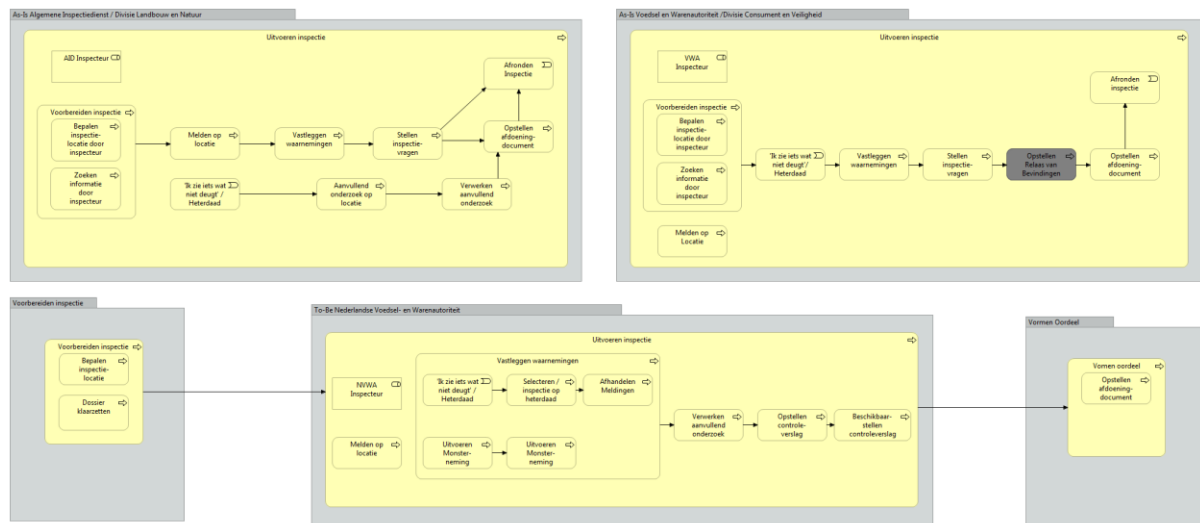 As-Is Algemene Inspectiedienst / Divisie Landbouw en Natuur
Uitvoeren inspectie
AID Inspecteur
Voorbereiden inspectie
Bepalen
inspectie-
locatie door
inspecteur
Zoeken
informatie
door
inspecteur
Melden op
locatie
Vastleggen
waarnemingen
Stellen
inspectie-
vragen
Afronden
Inspectie
Opstellen
afdoening-
document
'Ik zie iets wat
niet deugt' /
Heterdaad
Aanvullend
onderzoek op
locatie
Verwerken
aanvullend
onderzoek
As-Is Voedsel en Warenautoriteit /Divisie Consument en Veiligheid
Uitvoeren inspectie
VWA
Inspecteur
Voorbereiden inspectie
Bepalen
inspectie-
locatie door
inspecteur
Zoeken
informatie
door
inspecteur
Melden op
Locatie
'Ik zie iets wat
niet deugt'/
Heterdaad
Vastleggen
waarnemingen
Stellen
inspectie-
vragen
Opstellen
Relaas van
Bevindingen
Opstellen
afdoening-
document
Afronden
inspectie
Voorbereiden inspectie
Voorbereiden inspectie
Bepalen
inspectie-
locatie
Dossier
klaarzetten
To-Be Nederlandse Voedsel- en Warenautoriteit
Uitvoeren inspectie
NVWA
Inspecteur
Melden op
locatie
Vastleggen waarnemingen
'Ik zie iets wat
niet deugt' /
Heterdaad
Selecteren /
inspectie op
heterdaad
Afhandelen
Meldingen
Uitvoeren
Monster-
neming
Uitvoeren
Monster-
neming
Verwerken
aanvullend
onderzoek
Opstellen
controle-
verslag
Beschikbaar-
stellen
controleverslag
Vormen Oordeel
Vomen oordeel
Opstellen
afdoening-
document